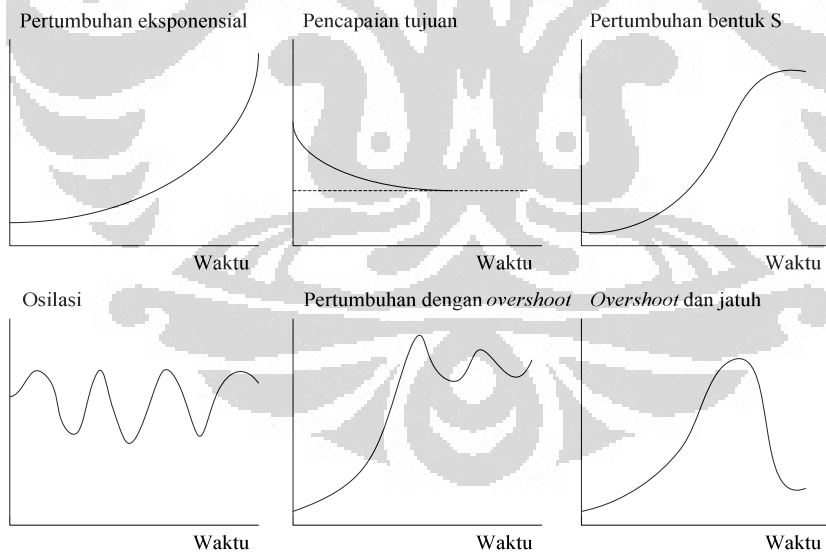 Pertumbuhan eksponensial
Pencapaian tujuan
Pertumbuhan bentuk S
Waktu
Waktu
Waktu
Osilasi
Pertumbuhan dengan overshoot
Overshoot dan jatuh
Waktu
Waktu
Waktu